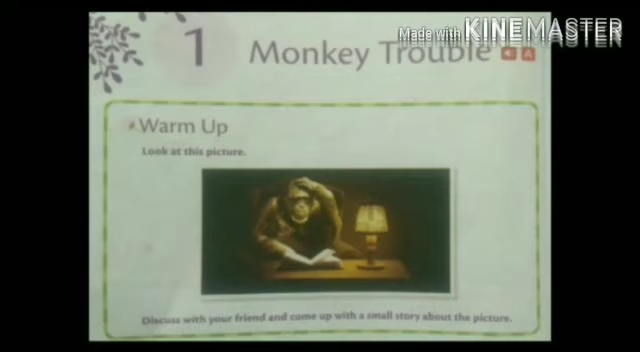 Made with KINEMASTER
1 Monkey Trouble A
Warm Up
Look at this picture.
Discuss with your friend and come up with a small story about the picture.